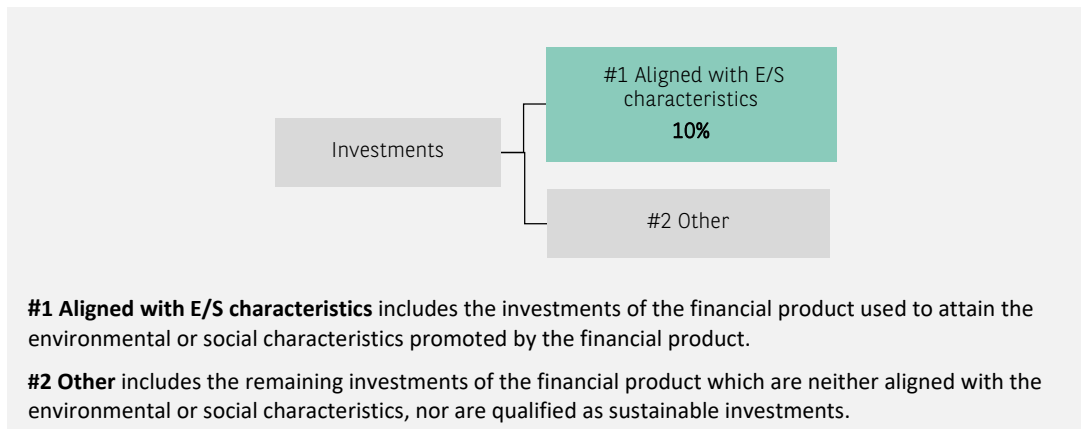 #1 Aligned with E/S
characteristics
10%
Investments
#2 Other
#1 Aligned with E/S characteristics includes the investments of the financial product used to attain the
environmental or social characteristics promoted by the financial product.
#2 Other includes the remaining investments of the financial product which are neither aligned with the
environmental or social characteristics, nor are qualified as sustainable investments.